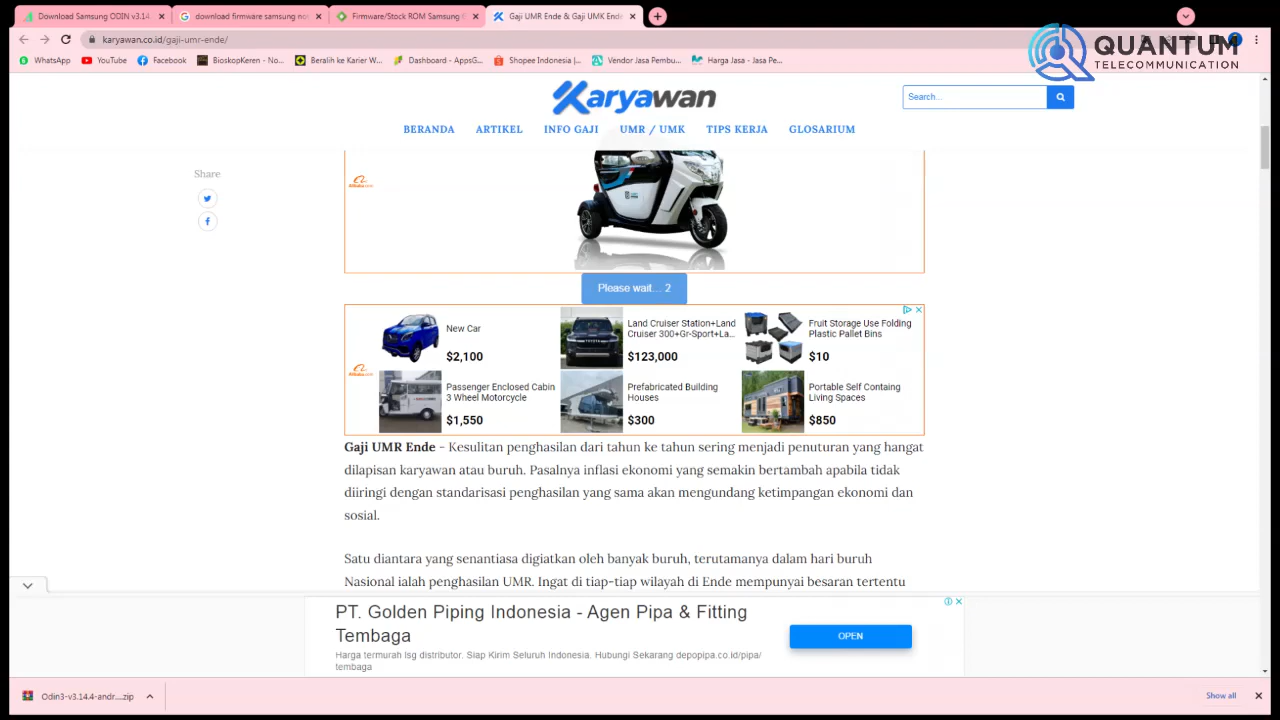 Download Samsung ODIN v3.14.
download firmware samsung no
Firmware/Stock ROM Samsung
Gaji UMR Ende & Gaji UMK Ende
karyawan.co.id/gaji-umr-ende/
QUANTUM
TELECOMMUNICATION
WhatsApp
YouTube
Facebook
BioskopKeren - No...
Beralih ke Karier W...
Dashboard - AppsG...
Shopee Indonesia |...
Vendor Jasa Pembu...
Harga Jasa - Jasa Pe...
Karyawan
Search...
BERANDA
ARTIKEL
INFO GAJI
UMR / UMK
TIPS KERJA
GLOSARIUM
Share
Please wait... 2
New Car
$2,100
Land Cruiser Station+Land
Cruiser 300+Gr-Sport+La...
$123,000
Fruit Storage Use Folding
Plastic Pallet Bins
$10
Passenger Enclosed Cabin
3 Wheel Motorcycle
$1,550
Prefabricated Building
Houses
$300
Portable Self Containg
Living Spaces
$850
Gaji UMR Ende - Kesulitan penghasilan dari tahun ke tahun sering menjadi penuturan yang hangat
dilapisan karyawan atau buruh. Pasalnya inflasi ekonomi yang semakin bertambah apabila tidak
diiringi dengan standarisasi penghasilan yang sama akan mengundang ketimpangan ekonomi dan
sosial.
Satu diantara yang senantiasa digiatkan oleh banyak buruh, terutamanya dalam hari buruh
Nasional ialah penghasilan UMR. Ingat di tiap-tiap wilayah di Ende mempunyai besaran tertentu
PT. Golden Piping Indonesia - Agen Pipa & Fitting
Tembaga
Harga termurah lsg distributor. Siap Kirim Seluruh Indonesia. Hubungi Sekarang depopipa.co.id/pipa/
tembaga
OPEN
Odin3-v3.14.4-andr....zip
Show all